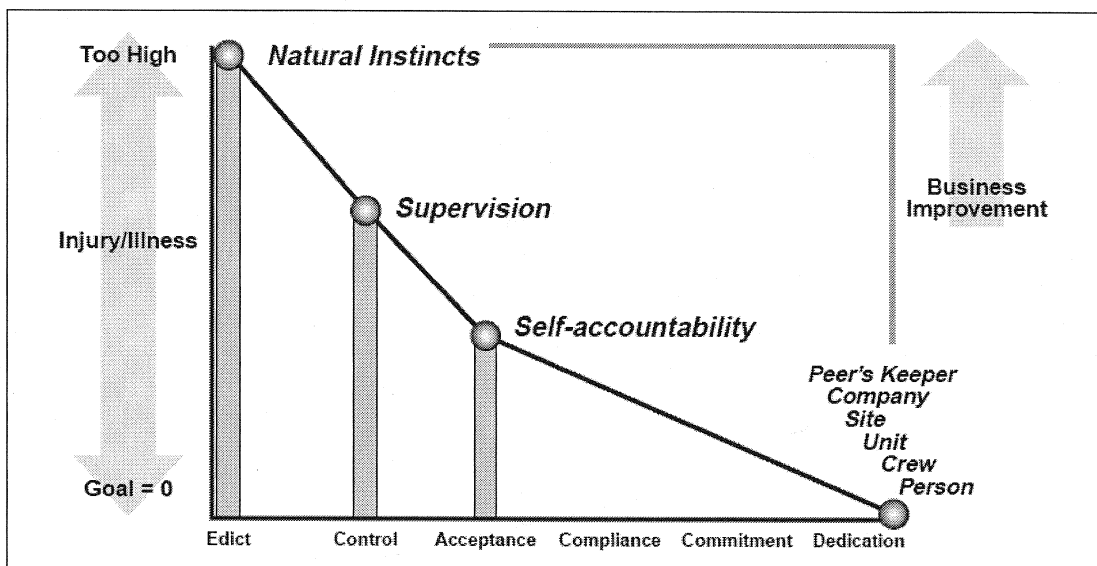 Too High
Natural Instincts
Business
Improvement
Supervision
Injury/Illness
Self-accountability
Peer's Keeper
Company
Site
Unit
Crew
Person
Goal = 0
Edict Control Acceptance Compliance Commitment Dedication